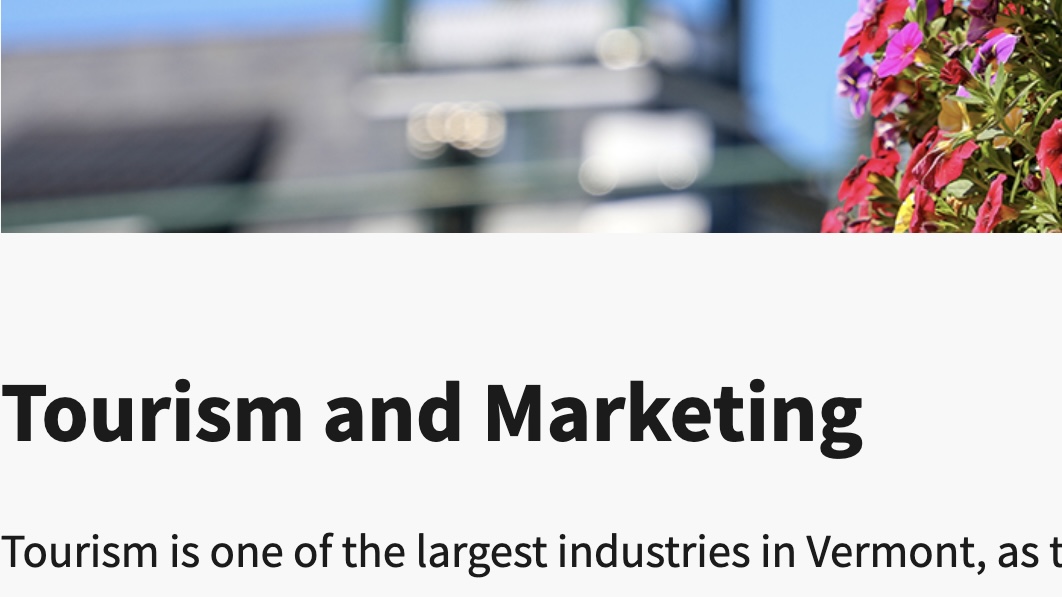 Tourism and Marketing
Tourism is one of the largest industries in Vermont, as